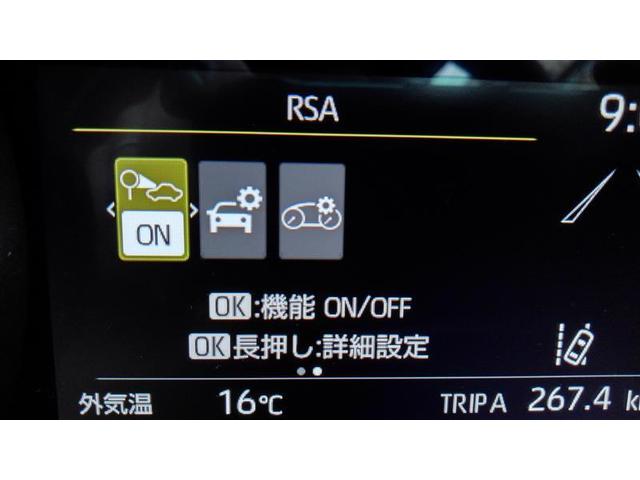 RSA
9:
ON
OK:機能 ON/OFF
OK長押し:詳細設定
外気温 16℃ TRIP A 267.4